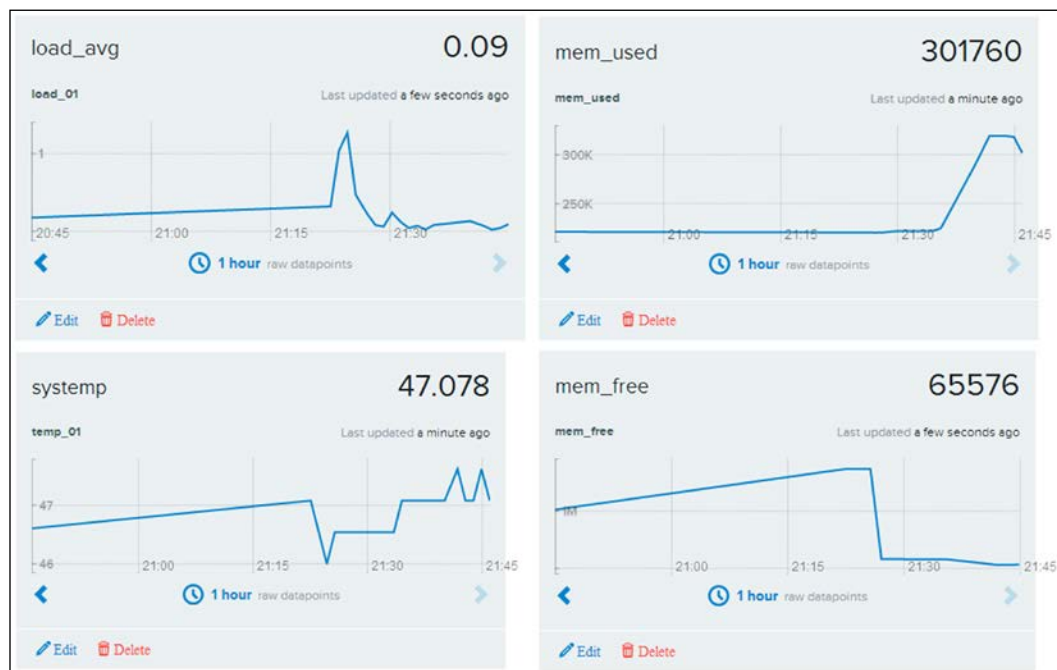 load_avg 0.09
load_01 Last updated a few seconds ago
1
20:45 21:00 21:15 21:30
1 hour raw datapoints
Edit Delete
mem_used 301760
mem_used Last updated a minute ago
300K
250K
21:00 21:15 21:30 21:45
1 hour raw datapoints
Edit Delete
systemp 47.078
temp_01 Last updated a minute ago
47
46
21:00 21:15 21:30 21:45
1 hour raw datapoints
Edit Delete
mem_free 65576
mem_free Last updated a few seconds ago
1M
21:00 21:15 21:30 21:45
1 hour raw datapoints
Edit Delete